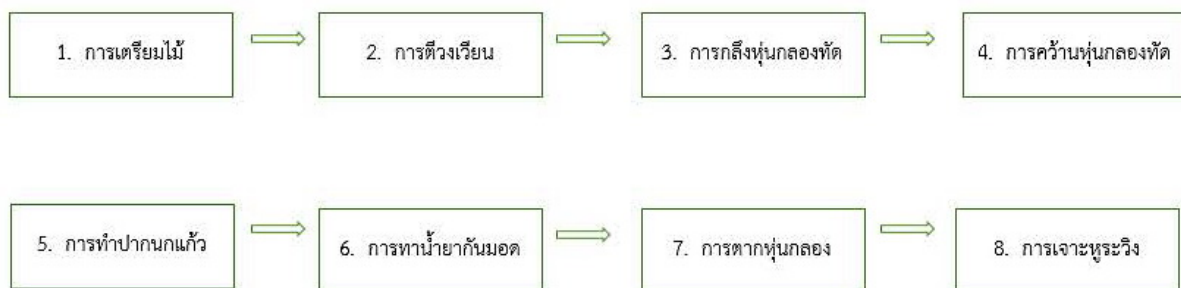 1. การเตรียมไม้
2. การตีวงเวียน
3. การกลึงหุ่นกลองทัด
4. การคว้านหุ่นกลองทัด
5. การทำปากนกแก้ว
6. การทาน้ำยากันมอด
7. การตากหุ่นกลอง
8. การเจาะหูระวิง